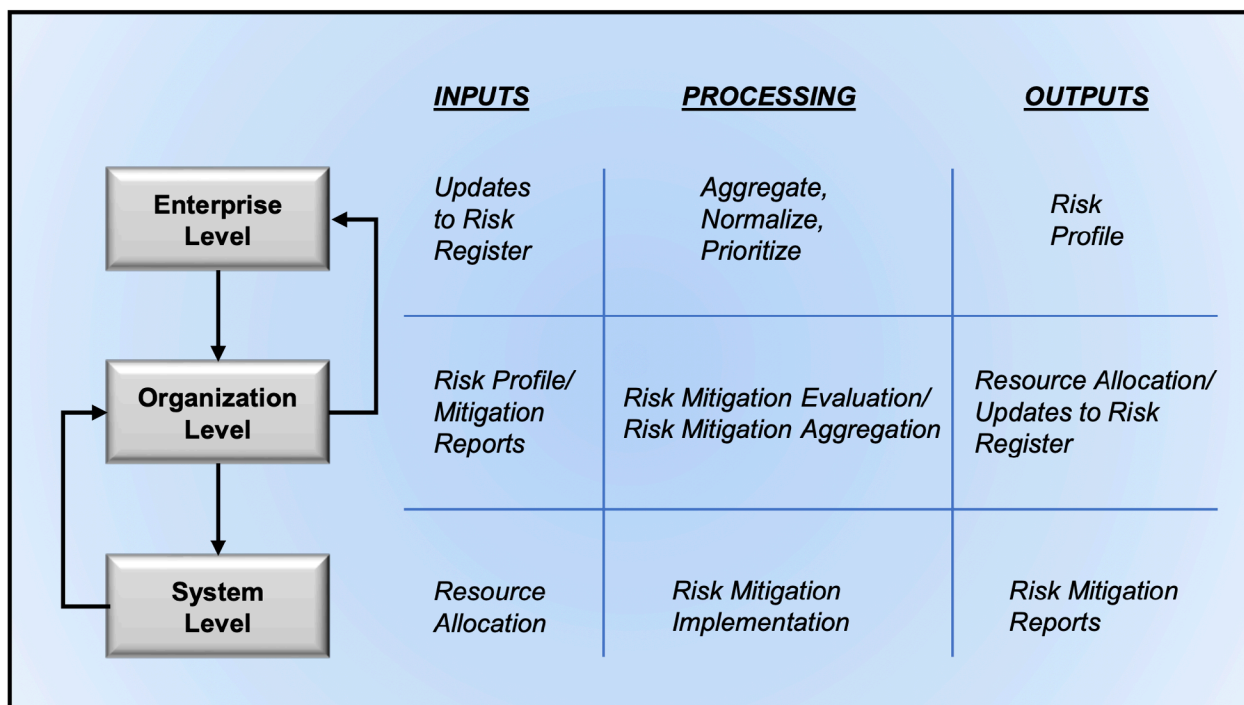 INPUTS
PROCESSING
OUTPUTS
Enterprise
Level
Updates
to Risk
Register
Aggregate,
Normalize,
Prioritize
Risk
Profile
Organization
Level
Risk Profile/
Mitigation
Reports
Risk Mitigation Evaluation/
Risk Mitigation Aggregation
Resource Allocation/
Updates to Risk
Register
System
Level
Resource
Allocation
Risk Mitigation
Implementation
Risk Mitigation
Reports